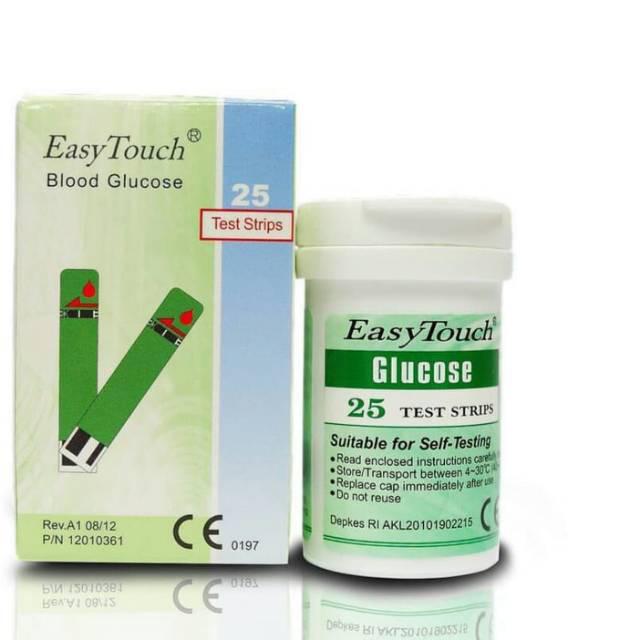 EasyTouch®
Blood Glucose
25
Test Strips
Rev.A1 08/12
P/N 12010361
CE 0197
EasyTouch®
Glucose
25 TEST STRIPS
Suitable for Self-Testing
•Read enclosed instructions carefully
•Store/Transport between 4~30°C
•Replace cap immediately after use
•Do not reuse
Depkes RI AKL20101902215 CE